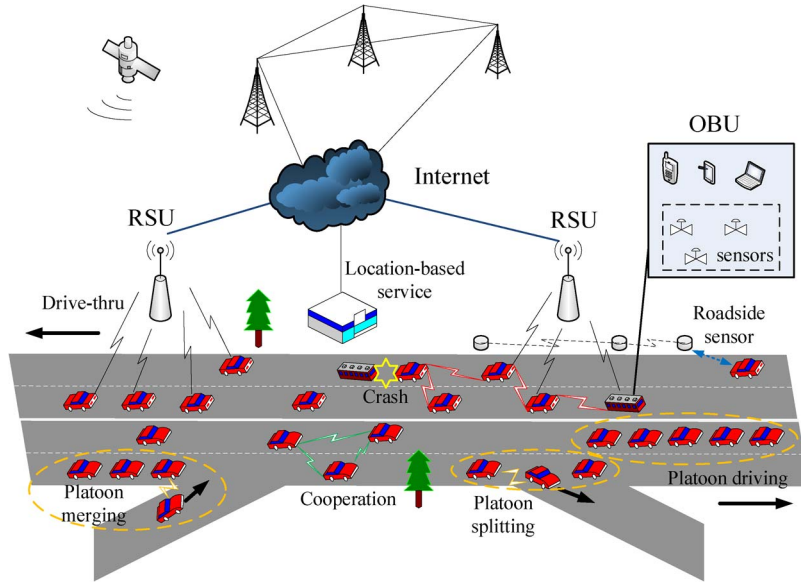 OBU
Internet
RSU
RSU
sensors
Location-based
service
Drive-thru
Roadside
sensor
Crash
Platoon
merging
Cooperation
Platoon
splitting
Platoon driving